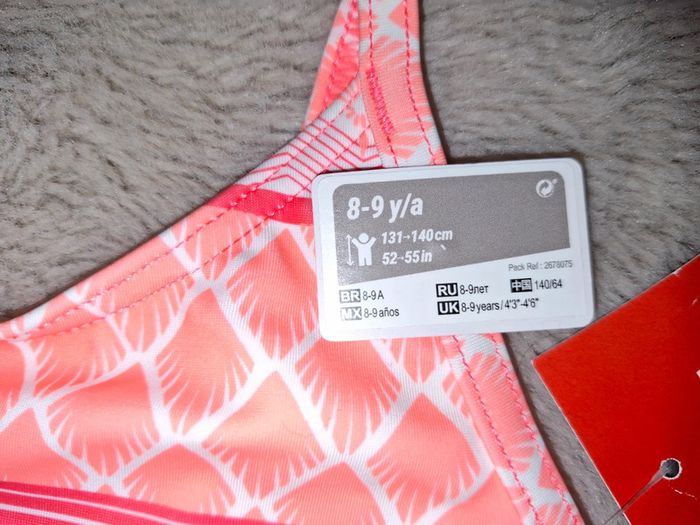 8-9 y/a
131→140cm
52→55in
Pack Ref : 2678075
BR 8-9 A
RU 8-9лет
中国 140/64
MX 8-9 años
UK 8-9 years / 4'3"-4'6"